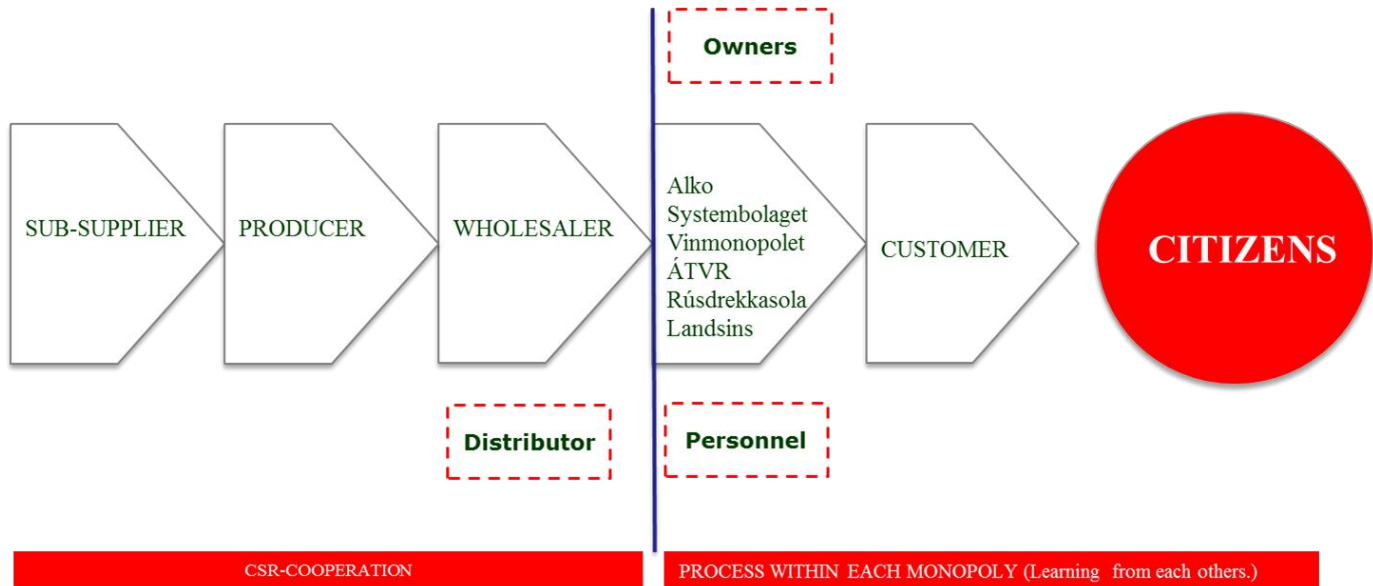 Owners
SUB-SUPPLIER
PRODUCER
WHOLESALER
Alko
Systembolaget
Vinmonopolet
ÁTVR
Rúsdrekkasola
Landsins
CUSTOMER
CITIZENS
Distributor
Personnel
CSR-COOPERATION
PROCESS WITHIN EACH MONOPOLY (Learning from each others.)